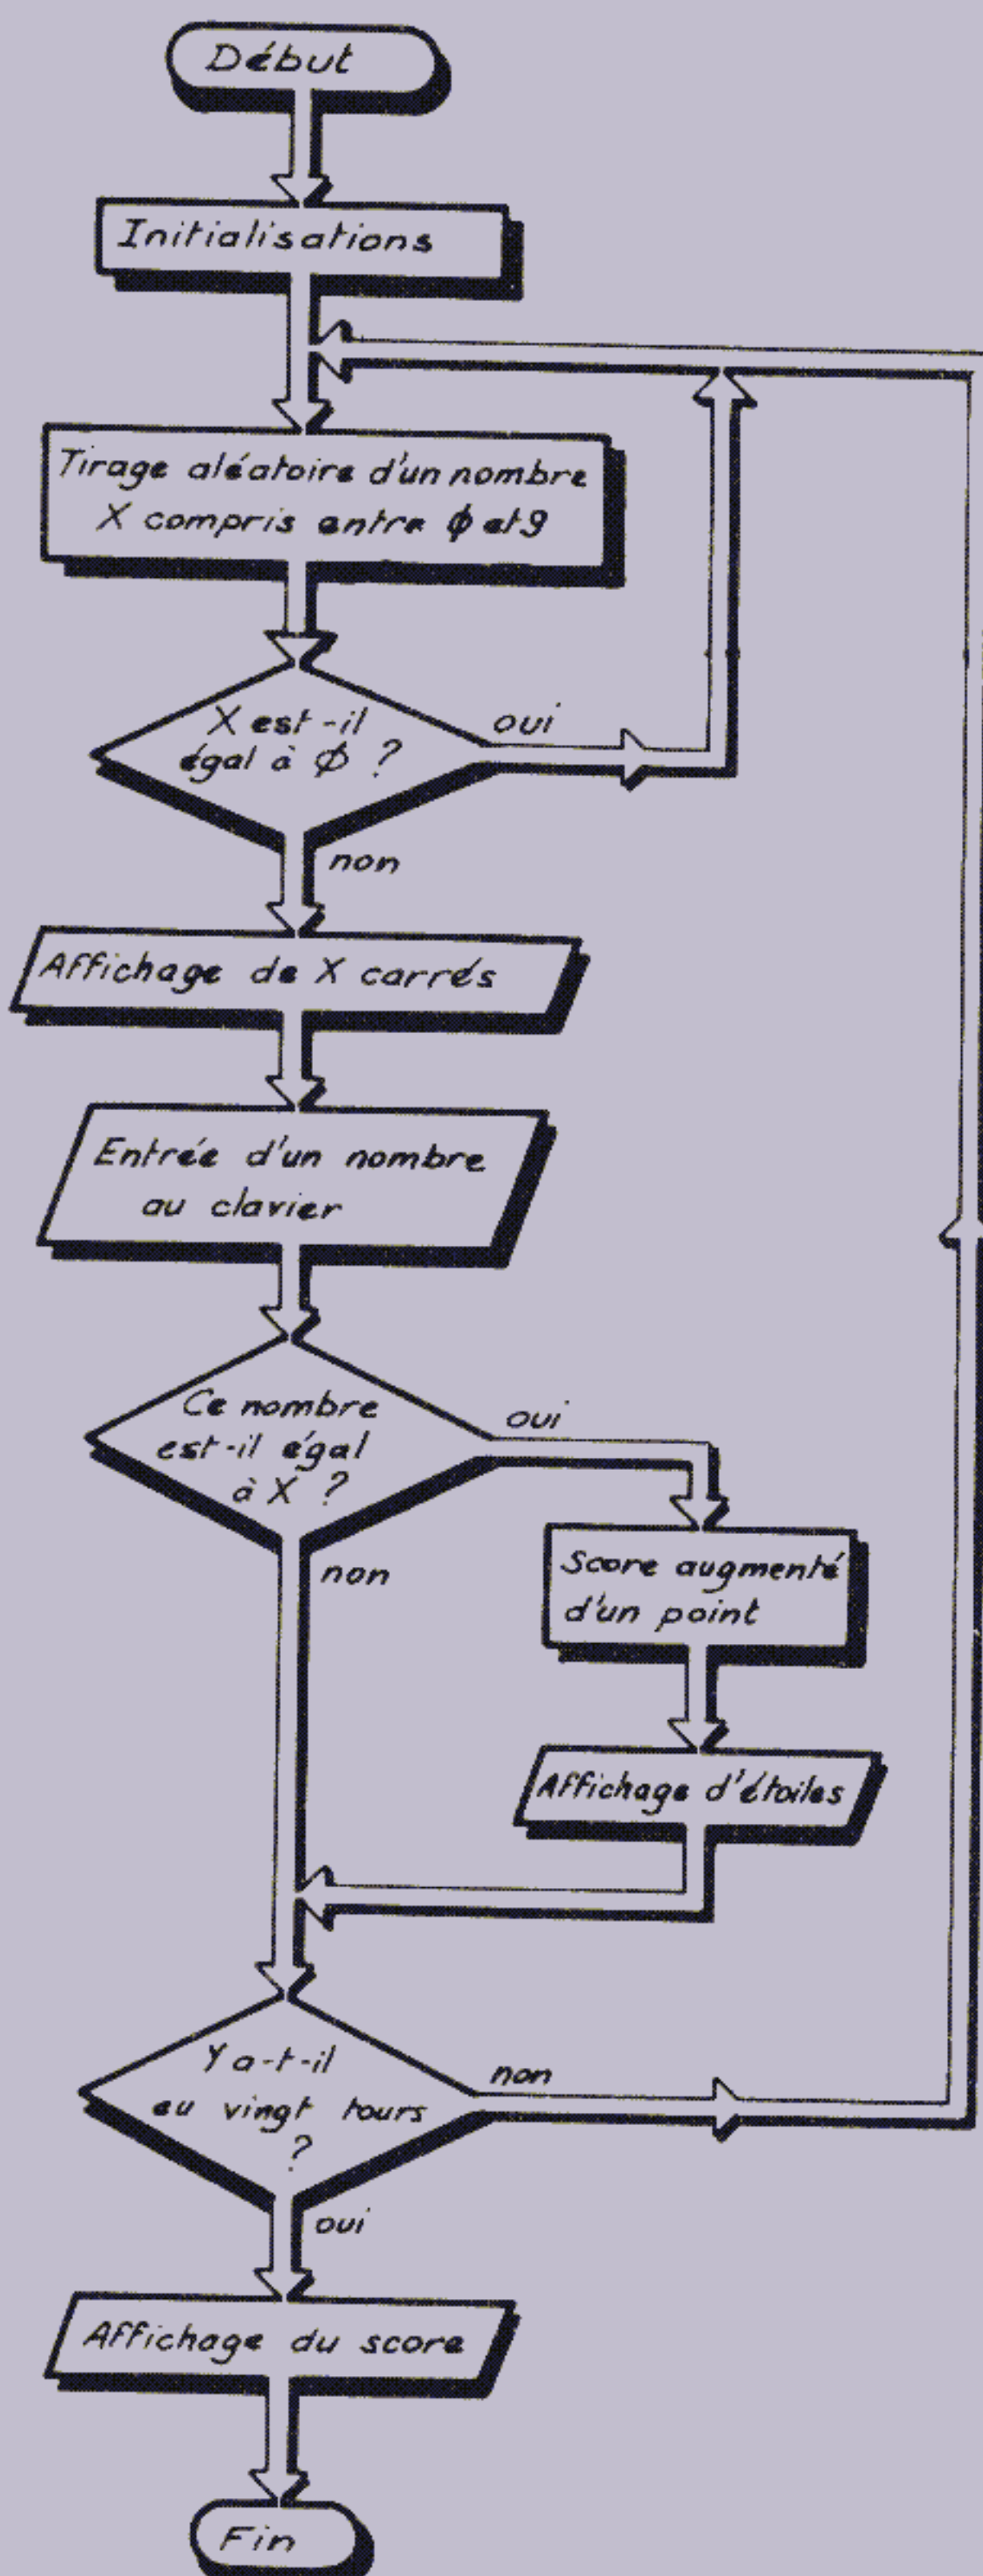 Début
Initialisations
Tirage aléatoire d'un nombre
X compris entre ϕ et 9
X est-il
égal à ϕ ?
oui
non
Affichage de X carrés
Entrée d'un nombre
au clavier
Ce nombre
est-il égal
à X ?
oui
non
Score augmenté
d'un point
Affichage d'étoiles
Y a-t-il
eu vingt tours
?
non
oui
Affichage du score
Fin